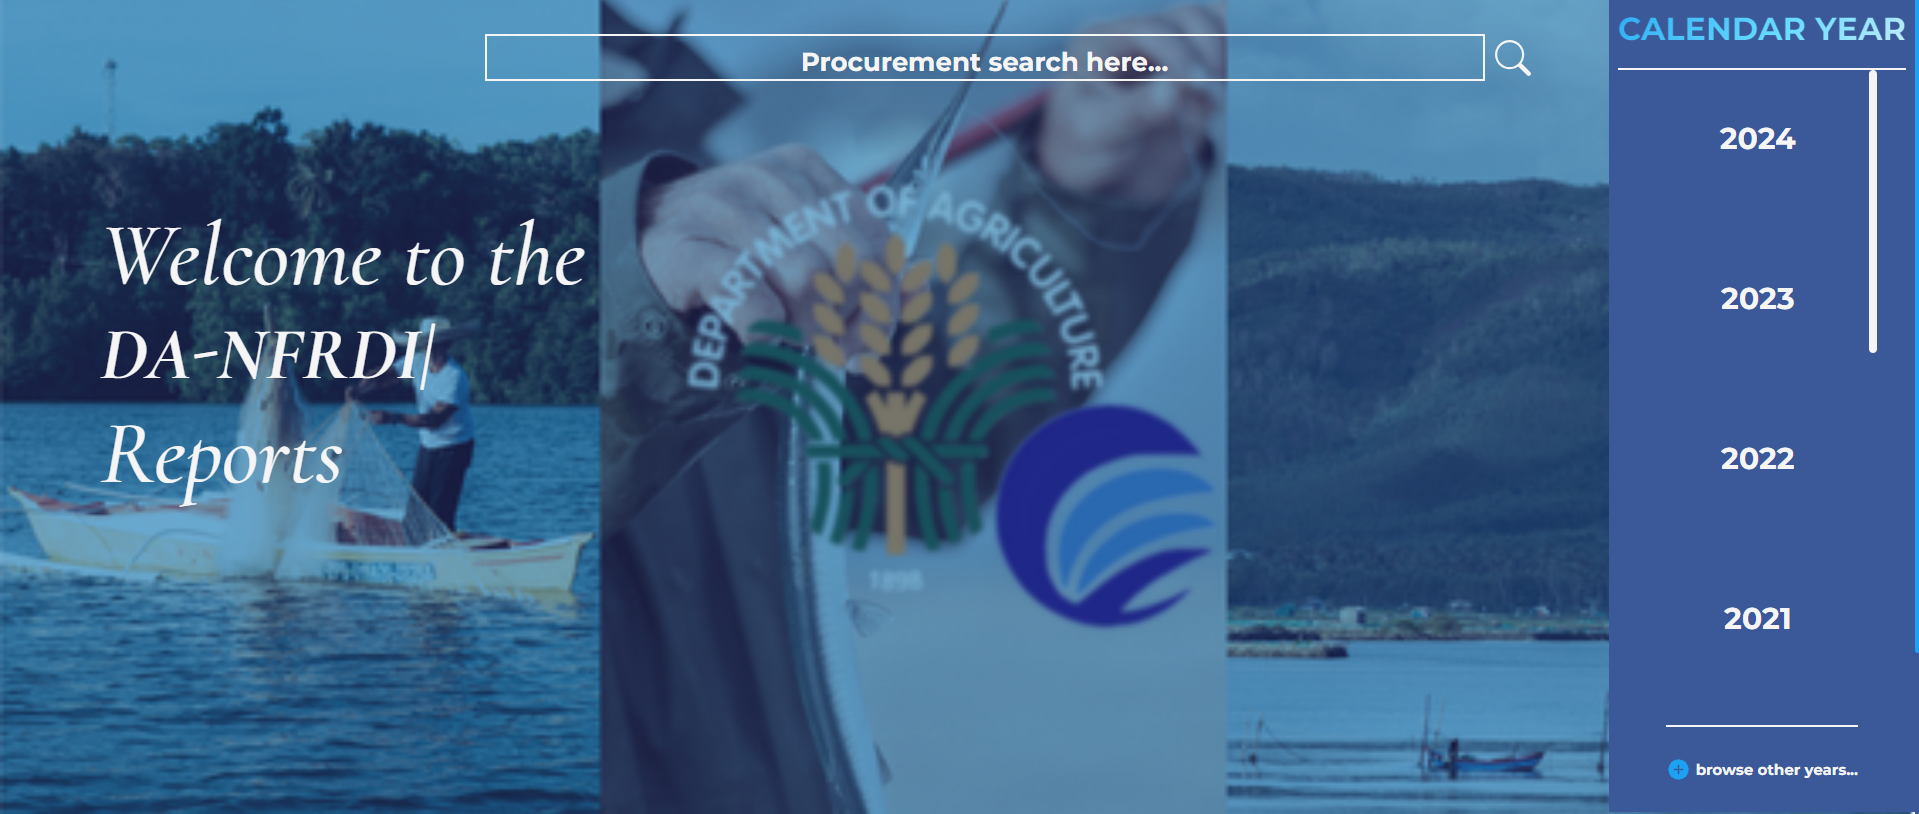 Procurement search here...
CALENDAR YEAR
2024
2023
2022
2021
browse other years...
Welcome to the
DA-NFRDI|
Reports
DEPARTMENT OF AGRICULTURE
1898